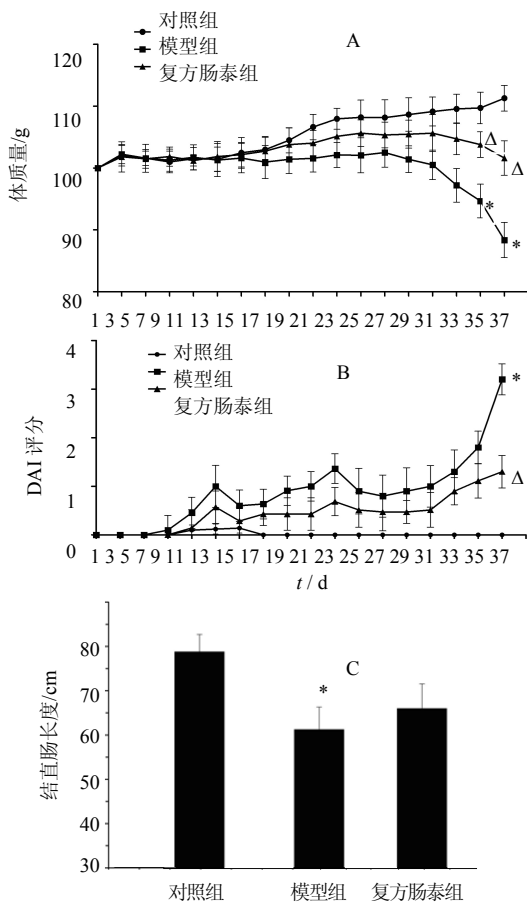 对照组
模型组
复方肠泰组
A
体质量/g
120
110
100
90
80
Δ
Δ
*
*
1 3 5 7 9 11 13 15 17 19 21 23 25 27 29 31 33 35 37
对照组
模型组
复方肠泰组
B
DAI 评分
4
3
2
1
0
*
Δ
1 3 5 7 9 11 13 15 17 19 21 23 25 27 29 31 33 35 37
t / d
C
结直肠长度/cm
80
70
60
50
40
30
*
对照组 模型组 复方肠泰组